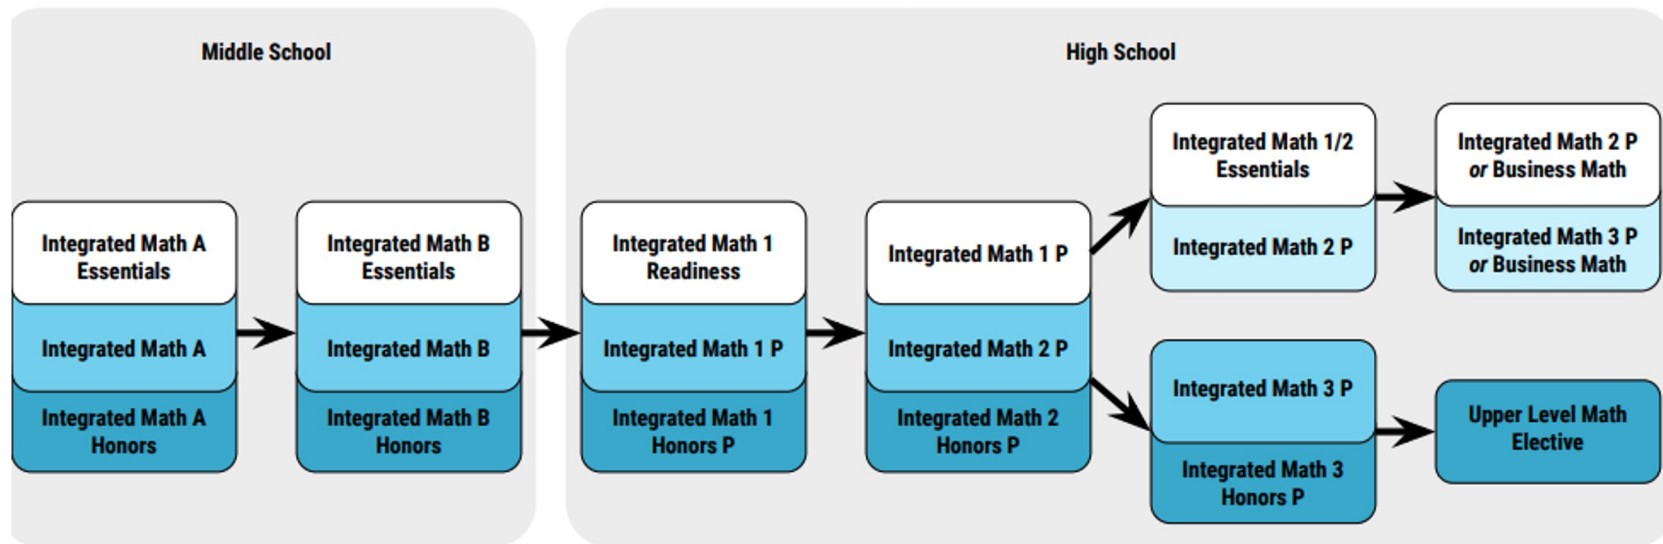 Middle School
High School
Integrated Math A
Essentials
Integrated Math A
Integrated Math A
Honors
Integrated Math B
Essentials
Integrated Math B
Integrated Math B
Honors
Integrated Math 1
Readiness
Integrated Math 1 P
Integrated Math 1
Honors P
Integrated Math 1 P
Integrated Math 2 P
Integrated Math 2
Honors P
Integrated Math 1/2
Essentials
Integrated Math 2 P
Integrated Math 2 P
or Business Math
Integrated Math 3 P
or Business Math
Integrated Math 3 P
Integrated Math 3
Honors P
Upper Level Math
Elective